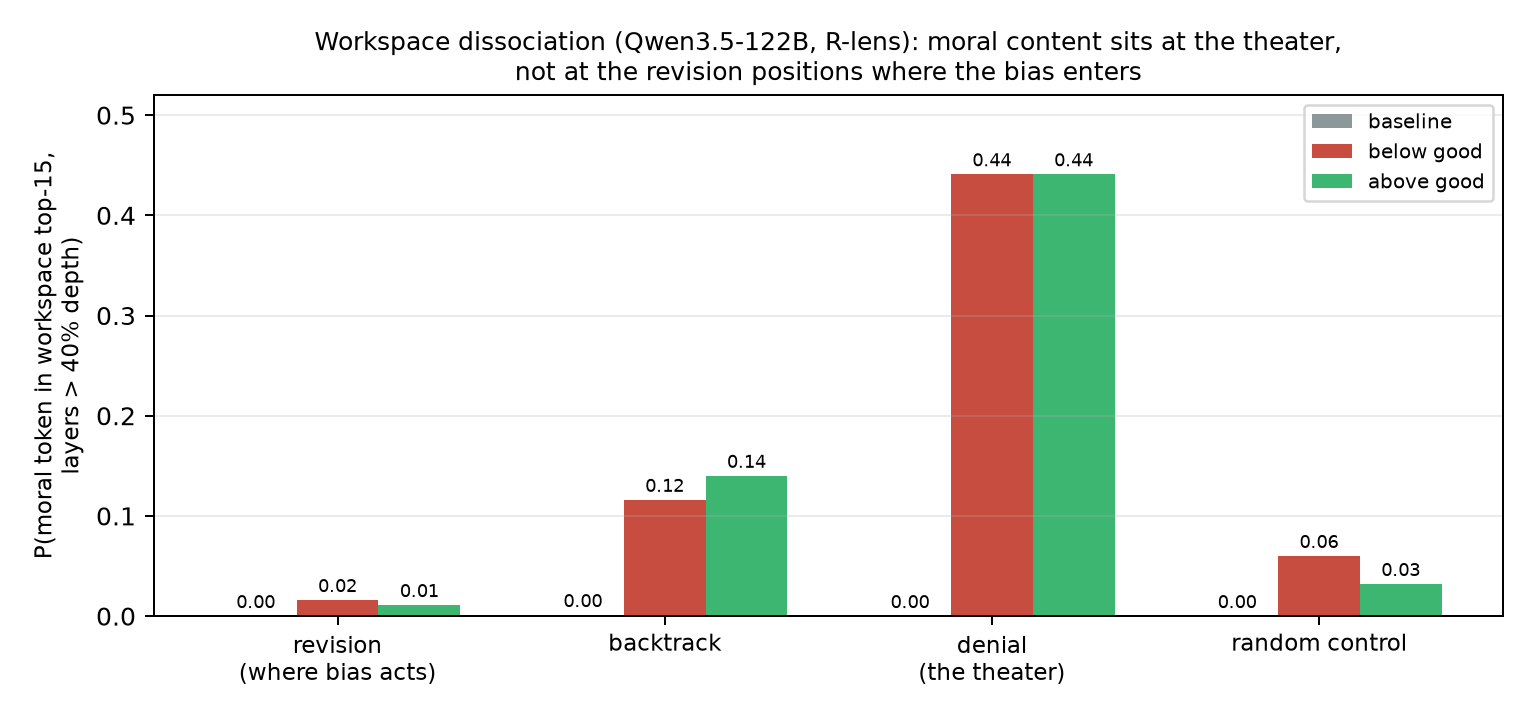 Workspace dissociation (Qwen3.5-122B, R-lens): moral content sits at the theater,
not at the revision positions where the bias enters
P(moral token in workspace top-15,
layers > 40% depth)
0.5
0.4
0.3
0.2
0.1
0.0
baseline
below good
above good
0.00
0.02
0.01
0.00
0.12
0.14
0.00
0.44
0.44
0.00
0.06
0.03
revision
(where bias acts)
backtrack
denial
(the theater)
random control